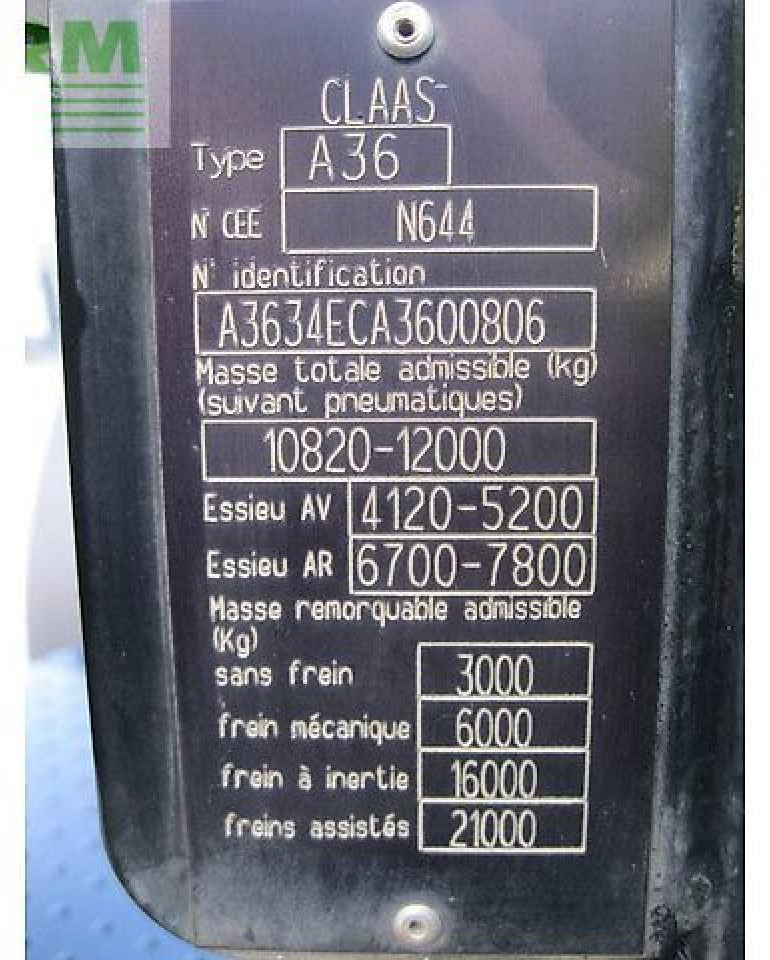 RM
CLAAS
Type A36
N° CEE N644
N° identification
A3634ECA3600806
Masse totale admissible (kg)
(suivant pneumatiques)
10820-12000
Essieu AV 4120-5200
Essieu AR 6700-7800
Masse remorquable admissible
(Kg)
sans frein 3000
frein mécanique 6000
frein à inertie 16000
freins assistés 21000